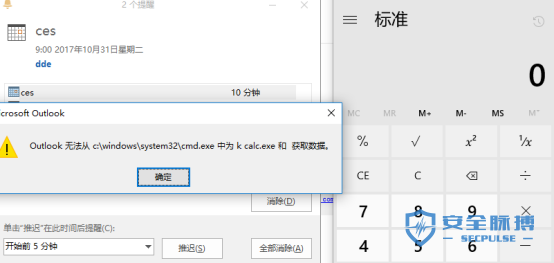 2 个提醒
ces
9:00 2017年10月31日星期二
dde
ces 10 分钟
Microsoft Outlook
Outlook 无法从 c:\windows\system32\cmd.exe 中为 k calc.exe 和 获取数据。
确定
消除(D)
单击“推迟”在此时间后提醒(C):
开始前 5 分钟
推迟(S)
全部消除(A)
标准
0
MC MR M+ M- MS M˅
% √ x² ¹/x
CE C ⌫ ÷
7 8 9 ×
4 5 6 −
安全脉搏
SECPULSE